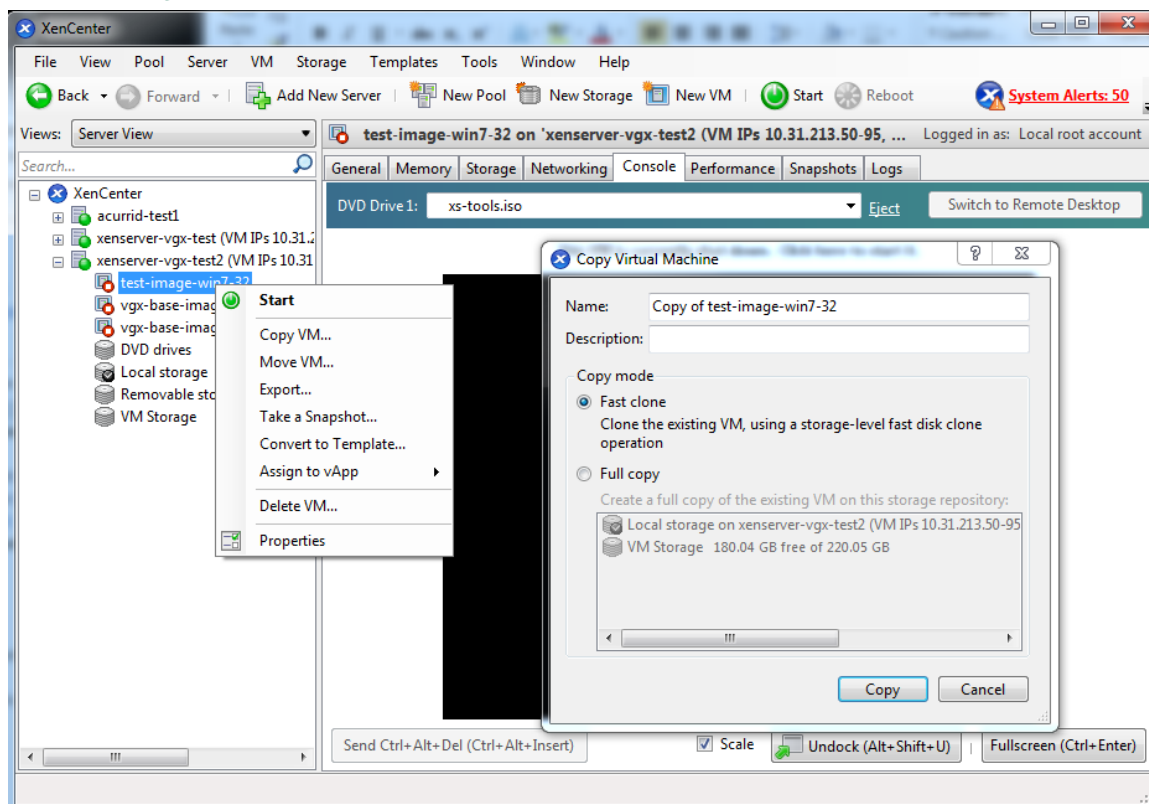 XenCenter
File View Pool Server VM Storage Templates Tools Window Help
Back Forward Add New Server New Pool New Storage New VM Start Reboot System Alerts: 50
Views: Server View
test-image-win7-32 on 'xenserver-vgx-test2 (VM IPs 10.31.213.50-95, ... Logged in as: Local root account
Search...
General Memory Storage Networking Console Performance Snapshots Logs
XenCenter
acurrid-test1
xenserver-vgx-test (VM IPs 10.31.2
xenserver-vgx-test2 (VM IPs 10.31
test-image-win7-32
vgx-base-imag
vgx-base-imag
DVD drives
Local storage
Removable sto
VM Storage
DVD Drive 1: xs-tools.iso Eject Switch to Remote Desktop
Start
Copy VM...
Move VM...
Export...
Take a Snapshot...
Convert to Template...
Assign to vApp
Delete VM...
Properties
Copy Virtual Machine
Name: Copy of test-image-win7-32
Description:
Copy mode
Fast clone
Clone the existing VM, using a storage-level fast disk clone
operation
Full copy
Create a full copy of the existing VM on this storage repository:
Local storage on xenserver-vgx-test2 (VM IPs 10.31.213.50-95
VM Storage 180.04 GB free of 220.05 GB
Copy Cancel
Send Ctrl+Alt+Del (Ctrl+Alt+Insert) Scale Undock (Alt+Shift+U) Fullscreen (Ctrl+Enter)